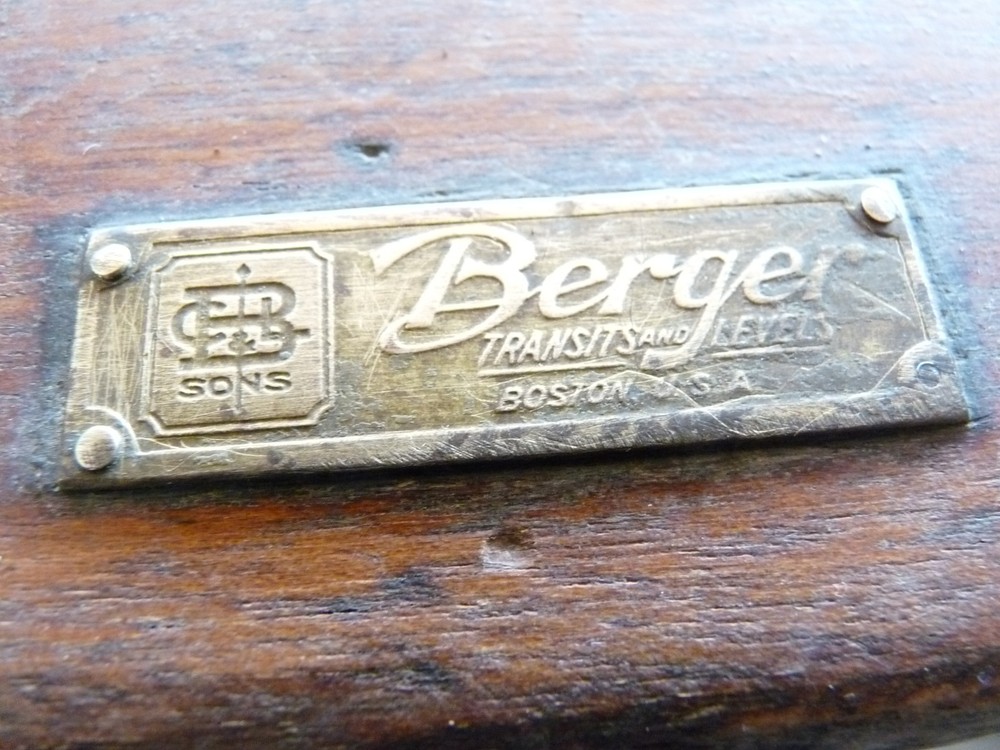 SONS
Berger
TRANSITS AND LEVELS
BOSTON, U.S.A.